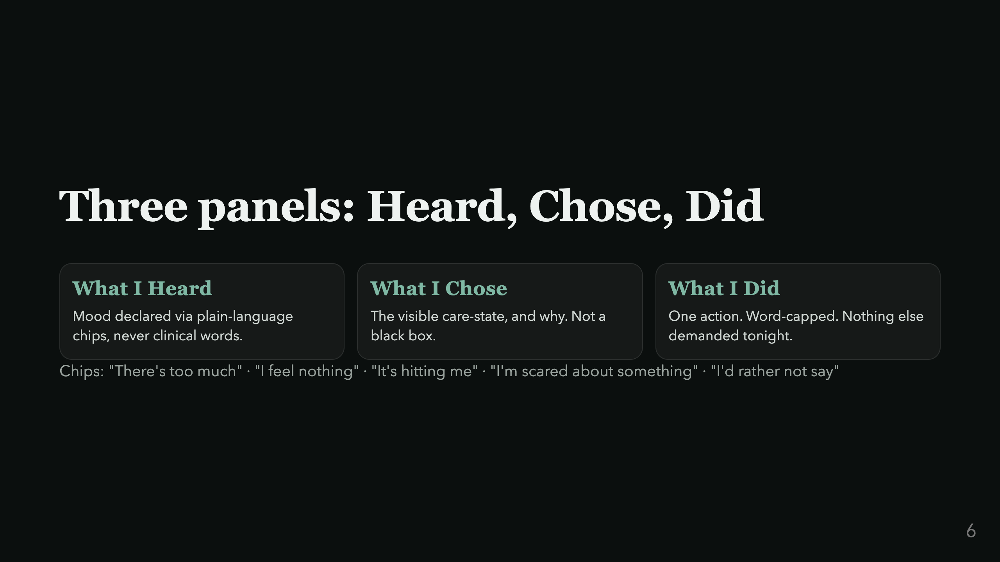 Three panels: Heard, Chose, Did
What I Heard
Mood declared via plain-language
chips, never clinical words.
What I Chose
The visible care-state, and why. Not a
black box.
What I Did
One action. Word-capped. Nothing else
demanded tonight.
Chips: "There's too much" · "I feel nothing" · "It's hitting me" · "I'm scared about something" · "I'd rather not say"
6